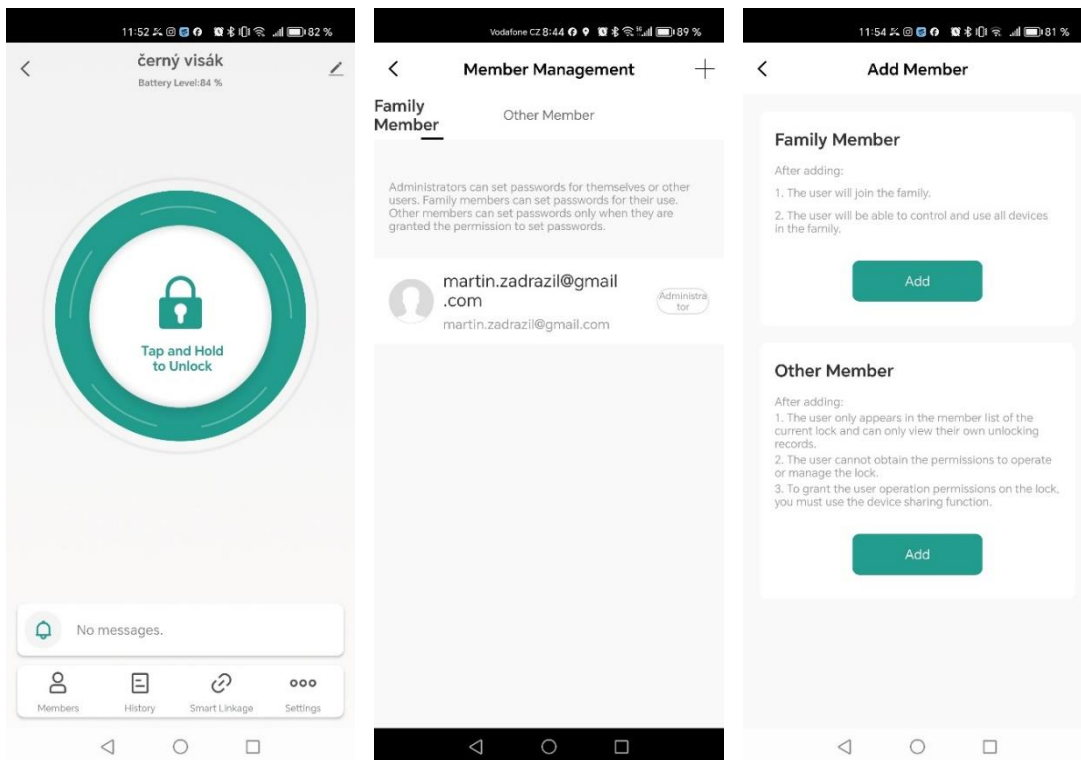 11:52 82 %
černý visák
Battery Level:84 %
Tap and Hold
to Unlock
No messages.
Members History Smart Linkage Settings
Vodafone CZ 8:44 89 %
Member Management
Family
Member
Other Member
Administrators can set passwords for themselves or other
users. Family members can set passwords for their use.
Other members can set passwords only when they are
granted the permission to set passwords.
martin.zadrazil@gmail
.com
Administra
tor
martin.zadrazil@gmail.com
11:54 81 %
Add Member
Family Member
After adding:
1. The user will join the family.
2. The user will be able to control and use all devices
in the family.
Add
Other Member
After adding:
1. The user only appears in the member list of the
current lock and can only view their own unlocking
records.
2. The user cannot obtain the permissions to operate
or manage the lock.
3. To grant the user operation permissions on the lock,
you must use the device sharing function.
Add